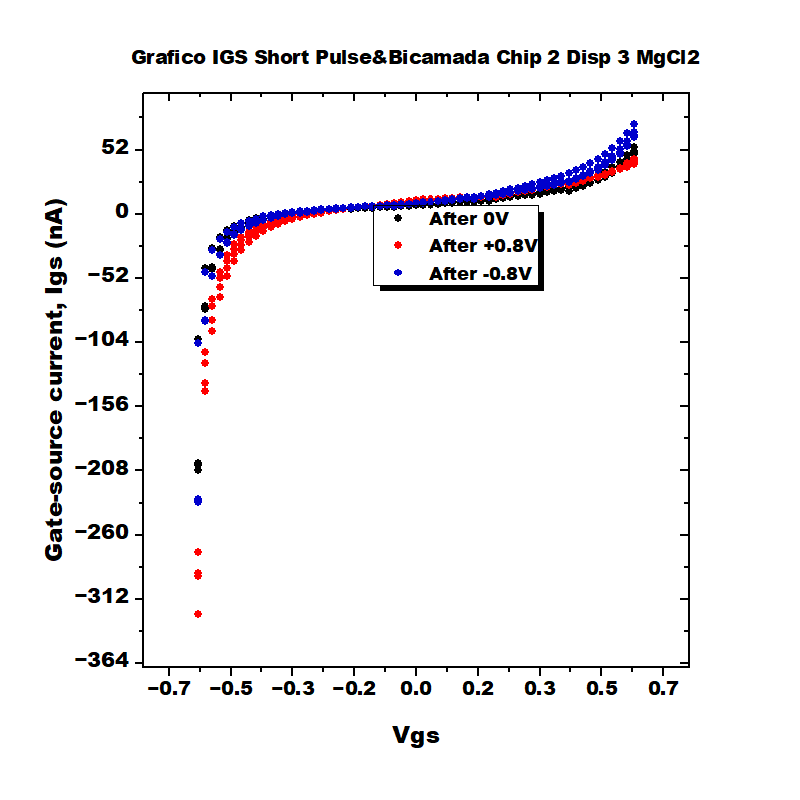 Grafico IGS Short Pulse&Bicamada Chip 2 Disp 3 MgCl2
Gate-source current, Igs (nA)
52
0
−52
−104
−156
−208
−260
−312
−364
After 0V
After +0.8V
After -0.8V
−0.7 −0.5 −0.3 −0.2 0.0 0.2 0.3 0.5 0.7
Vgs